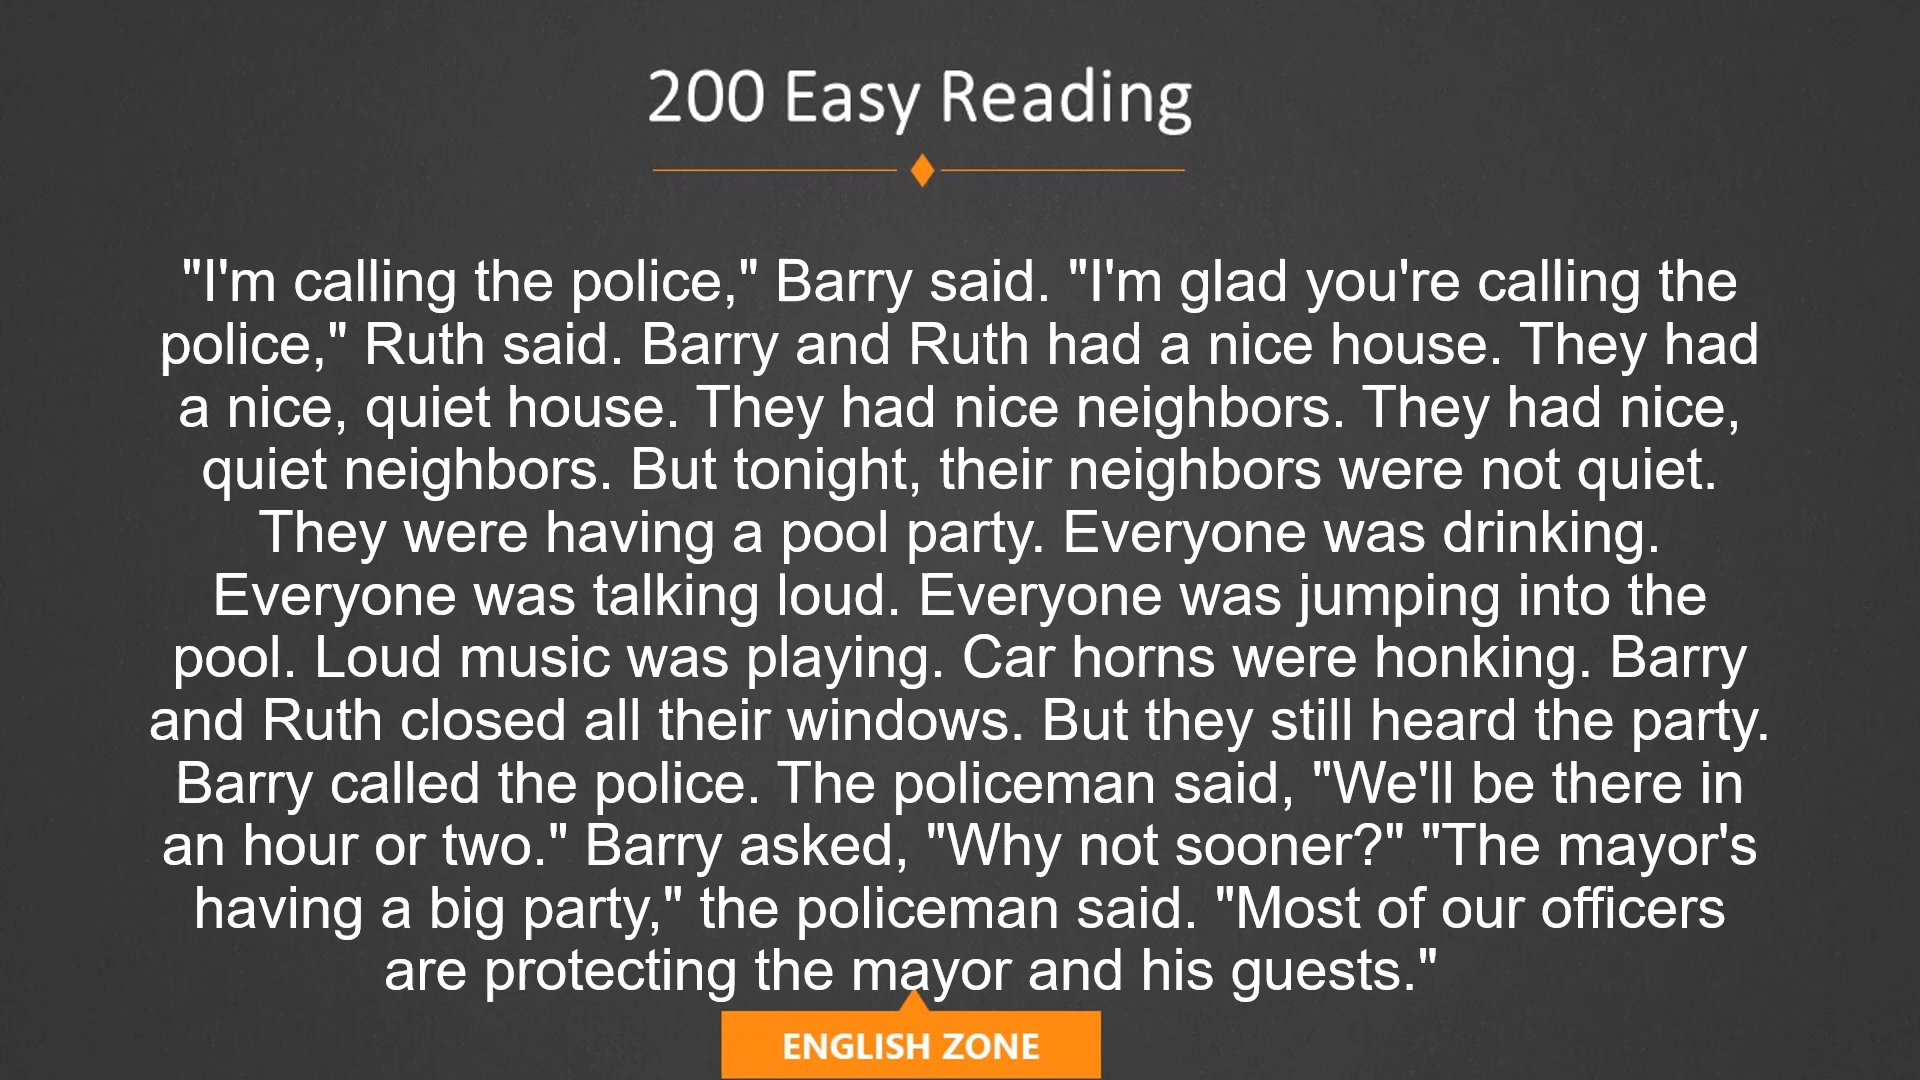 200 Easy Reading
"I'm calling the police," Barry said. "I'm glad you're calling the
police," Ruth said. Barry and Ruth had a nice house. They had
a nice, quiet house. They had nice neighbors. They had nice,
quiet neighbors. But tonight, their neighbors were not quiet.
They were having a pool party. Everyone was drinking.
Everyone was talking loud. Everyone was jumping into the
pool. Loud music was playing. Car horns were honking. Barry
and Ruth closed all their windows. But they still heard the party.
Barry called the police. The policeman said, "We'll be there in
an hour or two." Barry asked, "Why not sooner?" "The mayor's
having a big party," the policeman said. "Most of our officers
are protecting the mayor and his guests."
ENGLISH ZONE